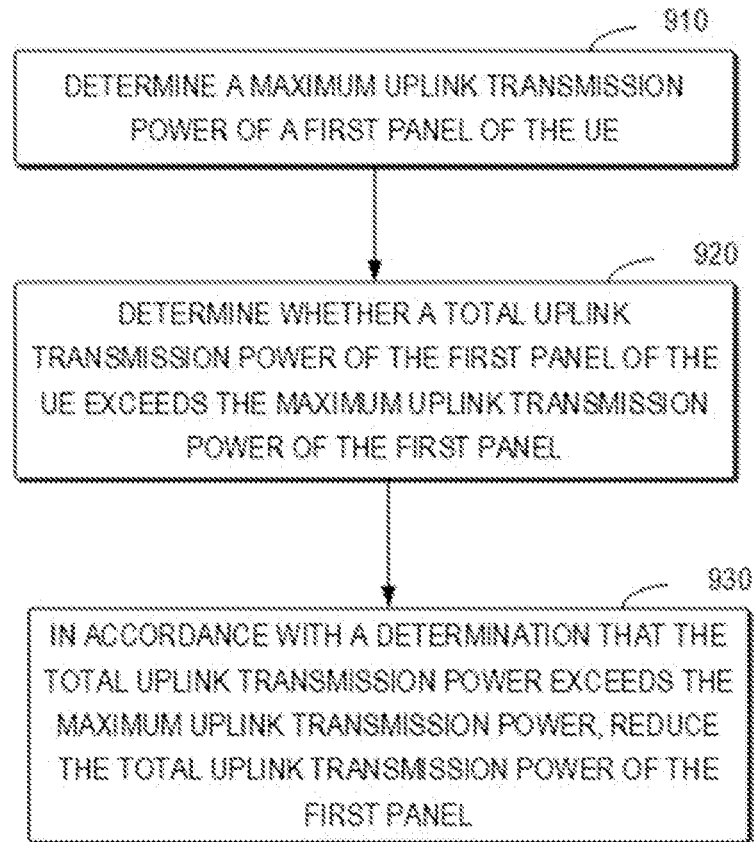 910
DETERMINE A MAXIMUM UPLINK TRANSMISSION
POWER OF A FIRST PANEL OF THE UE
920
DETERMINE WHETHER A TOTAL UPLINK
TRANSMISSION POWER OF THE FIRST PANEL OF THE
UE EXCEEDS THE MAXIMUM UPLINK TRANSMISSION
POWER OF THE FIRST PANEL
930
IN ACCORDANCE WITH A DETERMINATION THAT THE
TOTAL UPLINK TRANSMISSION POWER EXCEEDS THE
MAXIMUM UPLINK TRANSMISSION POWER, REDUCE
THE TOTAL UPLINK TRANSMISSION POWER OF THE
FIRST PANEL